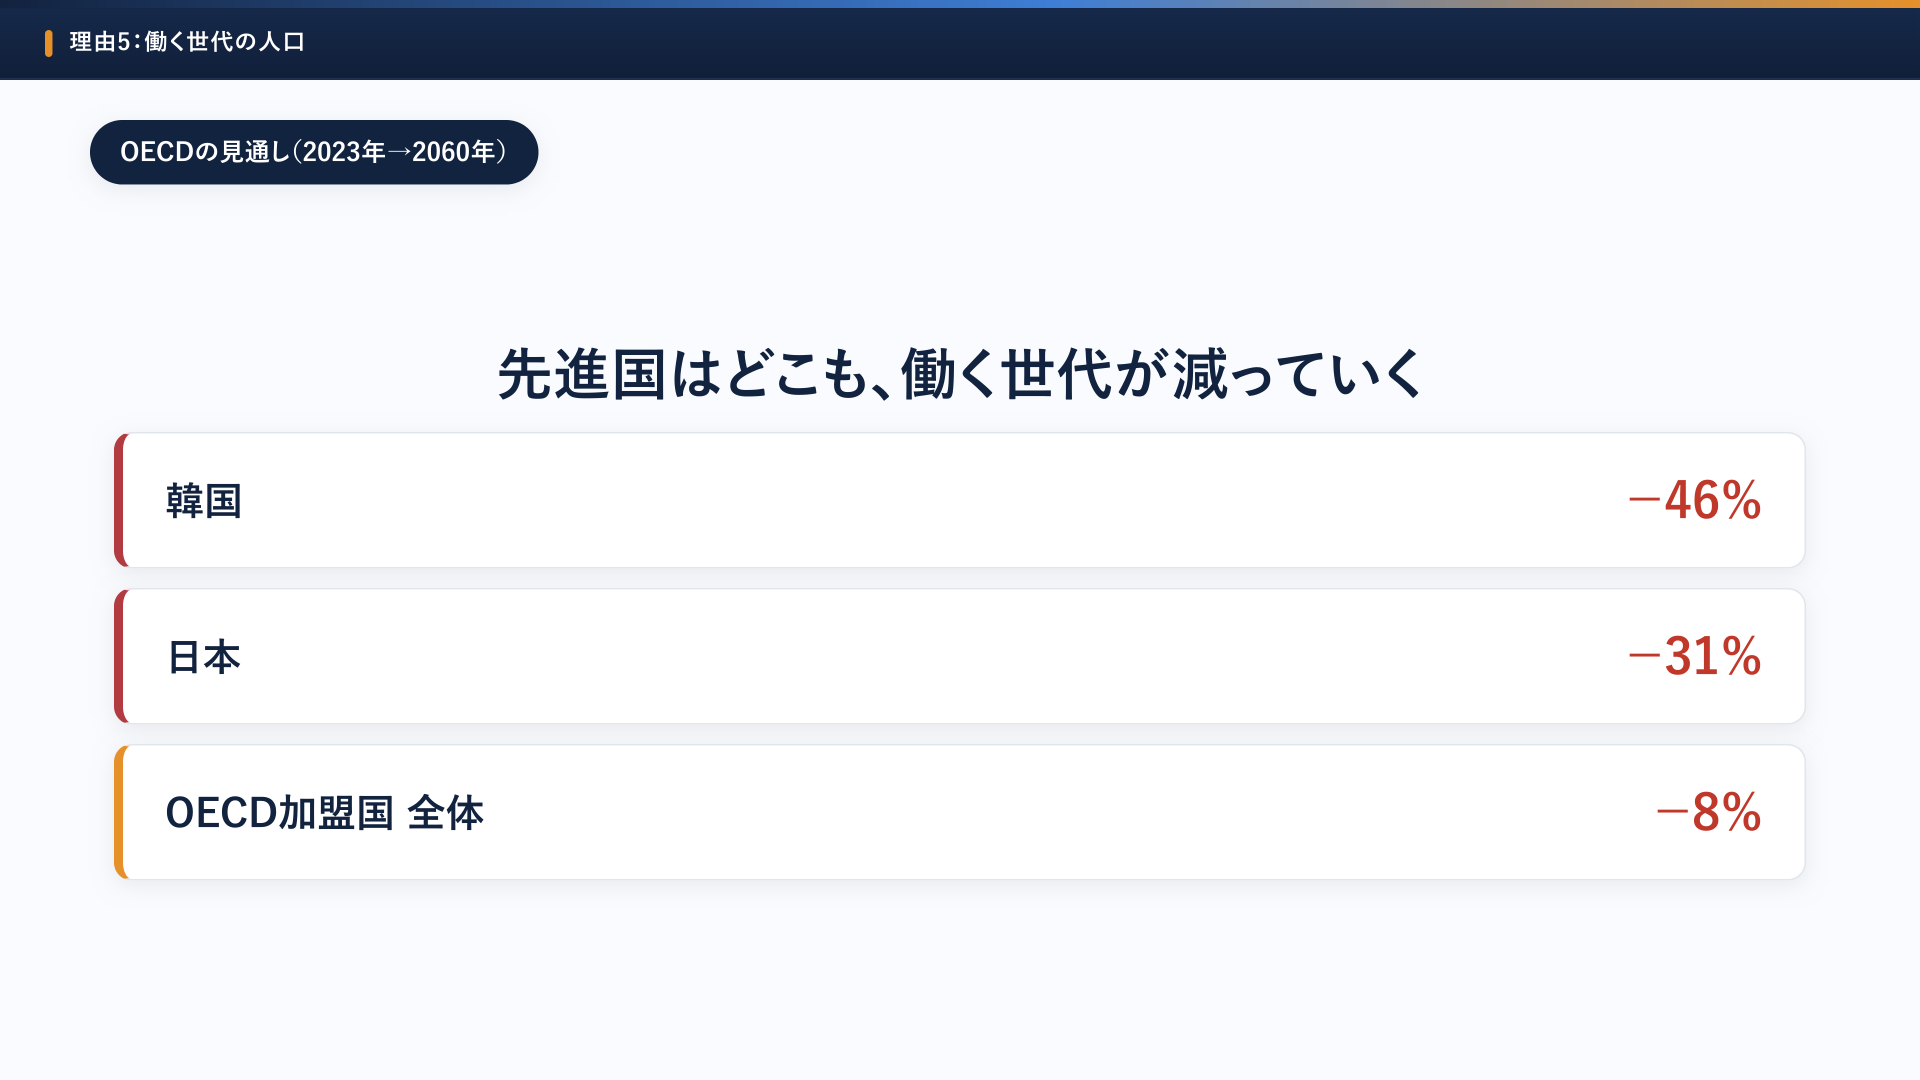 理由5：働く世代の人口
OECDの見通し（2023年→2060年）
先進国はどこも、働く世代が減っていく
韓国
−46%
日本
−31%
OECD加盟国 全体
−8%